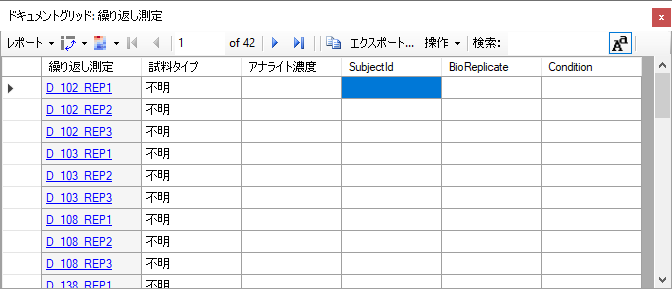 ドキュメントグリッド: 繰り返し測定
レポート 1 of 42 エクスポート... 操作 検索: Aa
繰り返し測定 試料タイプ アナライト濃度 SubjectId BioReplicate Condition
D_102_REP1 不明
D_102_REP2 不明
D_102_REP3 不明
D_103_REP1 不明
D_103_REP2 不明
D_103_REP3 不明
D_108_REP1 不明
D_108_REP2 不明
D_108_REP3 不明
D_138_REP1 不明